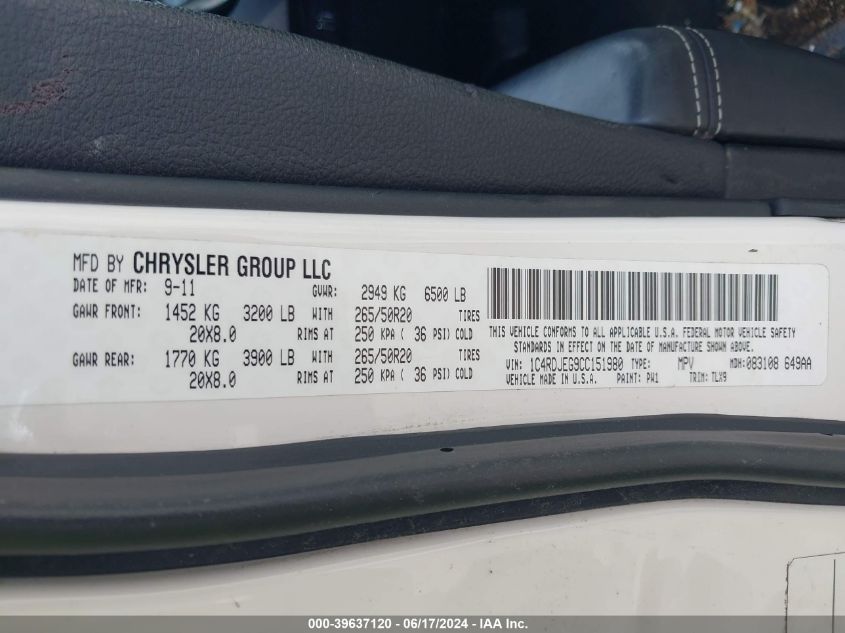 MFD BY CHRYSLER GROUP LLC
DATE OF MFR: 9-11 GVWR: 2949 KG 6500 LB
GAWR FRONT: 1452 KG 3200 LB WITH 265/50R20 TIRES
20X8.0 RIMS AT 250 KPA ( 36 PSI) COLD
GAWR REAR: 1770 KG 3900 LB WITH 265/50R20 TIRES
20X8.0 RIMS AT 250 KPA ( 36 PSI) COLD
THIS VEHICLE CONFORMS TO ALL APPLICABLE U.S.A. FEDERAL MOTOR VEHICLE SAFETY
STANDARDS IN EFFECT ON THE DATE OF MANUFACTURE SHOWN ABOVE.
VIN: 1C4RDJEG9CC151980 TYPE: MPV MDH: 083108 649AA
VEHICLE MADE IN U.S.A. PAINT: PW1 TRIM: TLX9
000-39637120 - 06/17/2024 - IAA Inc.